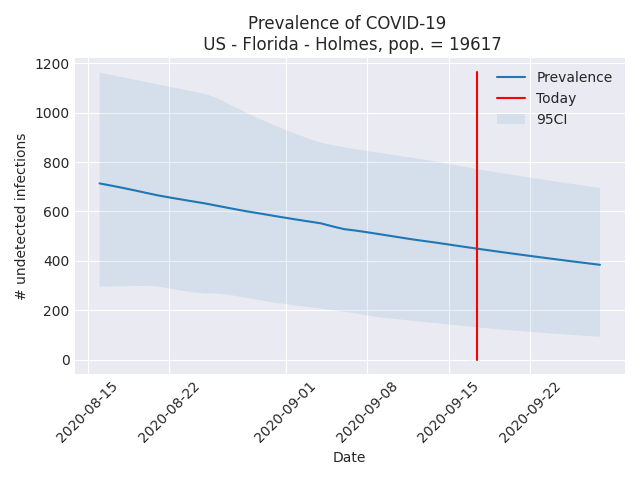 Prevalence of COVID-19
US - Florida - Holmes, pop. = 19617
# undetected infections
1200
1000
800
600
400
200
0
Prevalence
Today
95CI
2020-08-15
2020-08-22
2020-09-01
2020-09-08
2020-09-15
2020-09-22
Date